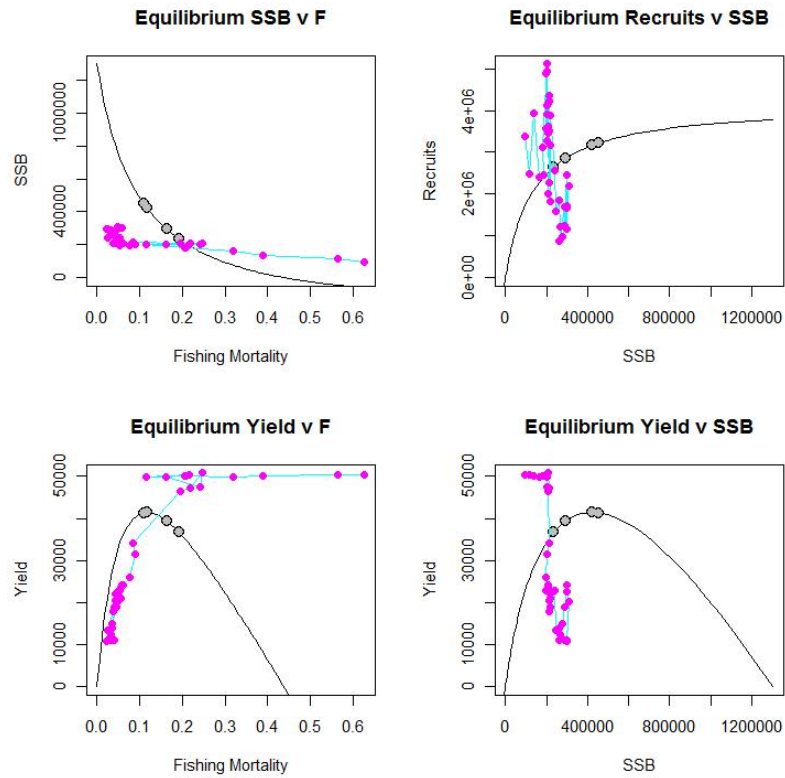 Equilibrium SSB v F
SSB
0 400000 1000000
0.0 0.1 0.2 0.3 0.4 0.5 0.6
Fishing Mortality
Equilibrium Recruits v SSB
Recruits
0e+00 2e+06 4e+06
0 400000 800000 1200000
SSB
Equilibrium Yield v F
Yield
0 10000 30000 50000
0.0 0.1 0.2 0.3 0.4 0.5 0.6
Fishing Mortality
Equilibrium Yield v SSB
Yield
0 10000 30000 50000
0 400000 800000 1200000
SSB